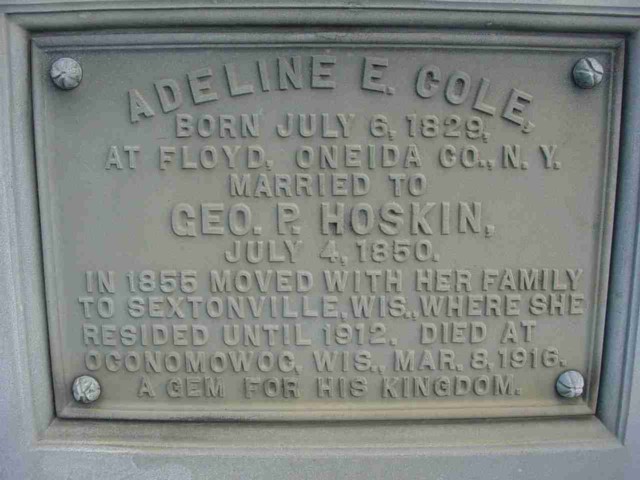 ADELINE E. COLE,
BORN JULY 6, 1829,
AT FLOYD, ONEIDA CO., N. Y.
MARRIED TO
GEO. P. HOSKIN,
JULY 4, 1850.
IN 1855 MOVED WITH HER FAMILY
TO SEXTONVILLE, WIS., WHERE SHE
RESIDED UNTIL 1912. DIED AT
OCONOMOWOC, WIS., MAR. 8, 1916.
A GEM FOR HIS KINGDOM.